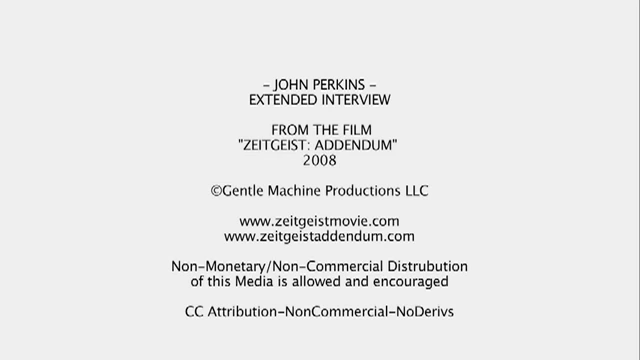 – JOHN PERKINS –
EXTENDED INTERVIEW
FROM THE FILM
"ZEITGEIST: ADDENDUM"
2008
©Gentle Machine Productions LLC
www.zeitgeistmovie.com
www.zeitgeistaddendum.com
Non-Monetary/Non-Commercial Distrubution
of this Media is allowed and encouraged
CC Attribution-NonCommercial-NoDerivs